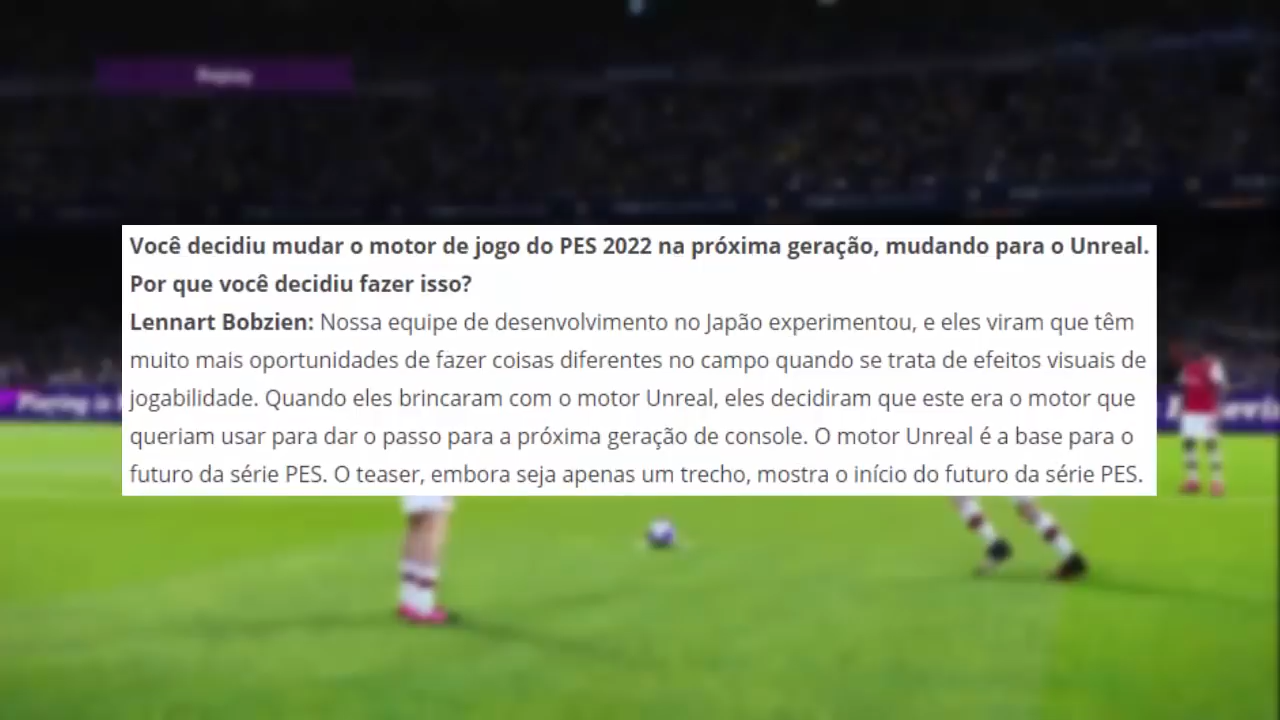 Replay
Você decidiu mudar o motor de jogo do PES 2022 na próxima geração, mudando para o Unreal.
Por que você decidiu fazer isso?
Lennart Bobzien: Nossa equipe de desenvolvimento no Japão experimentou, e eles viram que têm
muito mais oportunidades de fazer coisas diferentes no campo quando se trata de efeitos visuais de
jogabilidade. Quando eles brincaram com o motor Unreal, eles decidiram que este era o motor que
queriam usar para dar o passo para a próxima geração de console. O motor Unreal é a base para o
futuro da série PES. O teaser, embora seja apenas um trecho, mostra o início do futuro da série PES.
Playing is